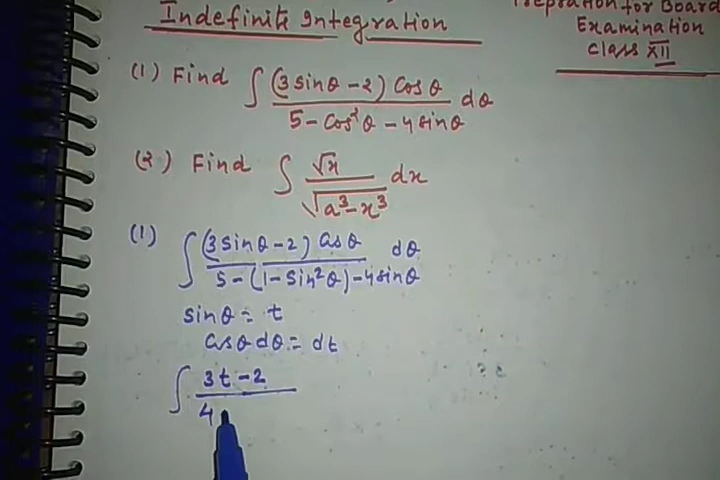 Indefinite Integration
Preparation for Board
Examination
Class XII
(1) Find ∫ (3 sinθ - 2) cosθ / 5 - cos²θ - 4 sinθ dθ
(2) Find ∫ √x / √a³ - x³ dx
(1) ∫ (3 sinθ - 2) cosθ / 5 - (1 - sin²θ) - 4 sinθ dθ
sinθ = t
cosθ dθ = dt
∫ 3t - 2 / 4